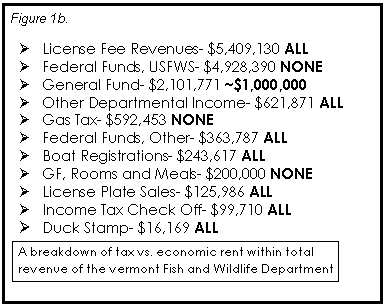 Figure 1b.
➢ License Fee Revenues- $5,409,130 ALL
➢ Federal Funds, USFWS- $4,928,390 NONE
➢ General Fund- $2,101,771 ~$1,000,000
➢ Other Departmental Income- $621,871 ALL
➢ Gas Tax- $592,453 NONE
➢ Federal Funds, Other- $363,787 ALL
➢ Boat Registrations- $243,617 ALL
➢ GF, Rooms and Meals- $200,000 NONE
➢ License Plate Sales- $125,986 ALL
➢ Income Tax Check Off- $99,710 ALL
➢ Duck Stamp- $16,169 ALL
A breakdown of tax vs. economic rent within total
revenue of the vermont Fish and Wildlife Department